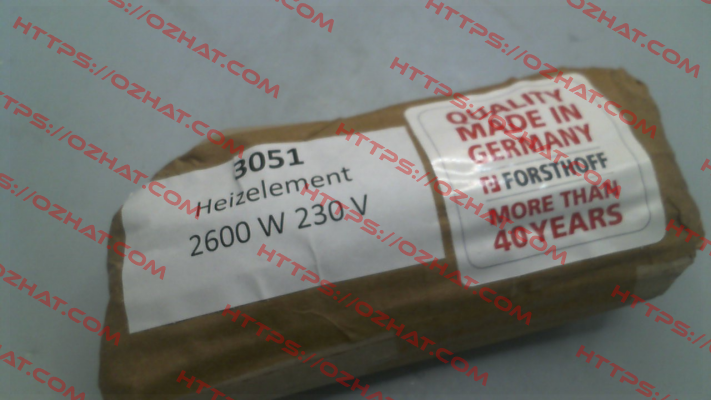 3051
Heizelement
2600 W 230 V
QUALITY
MADE IN
GERMANY
FORSTHOFF
MORE THAN
40 YEARS
HTTPS://OZHAT.COM